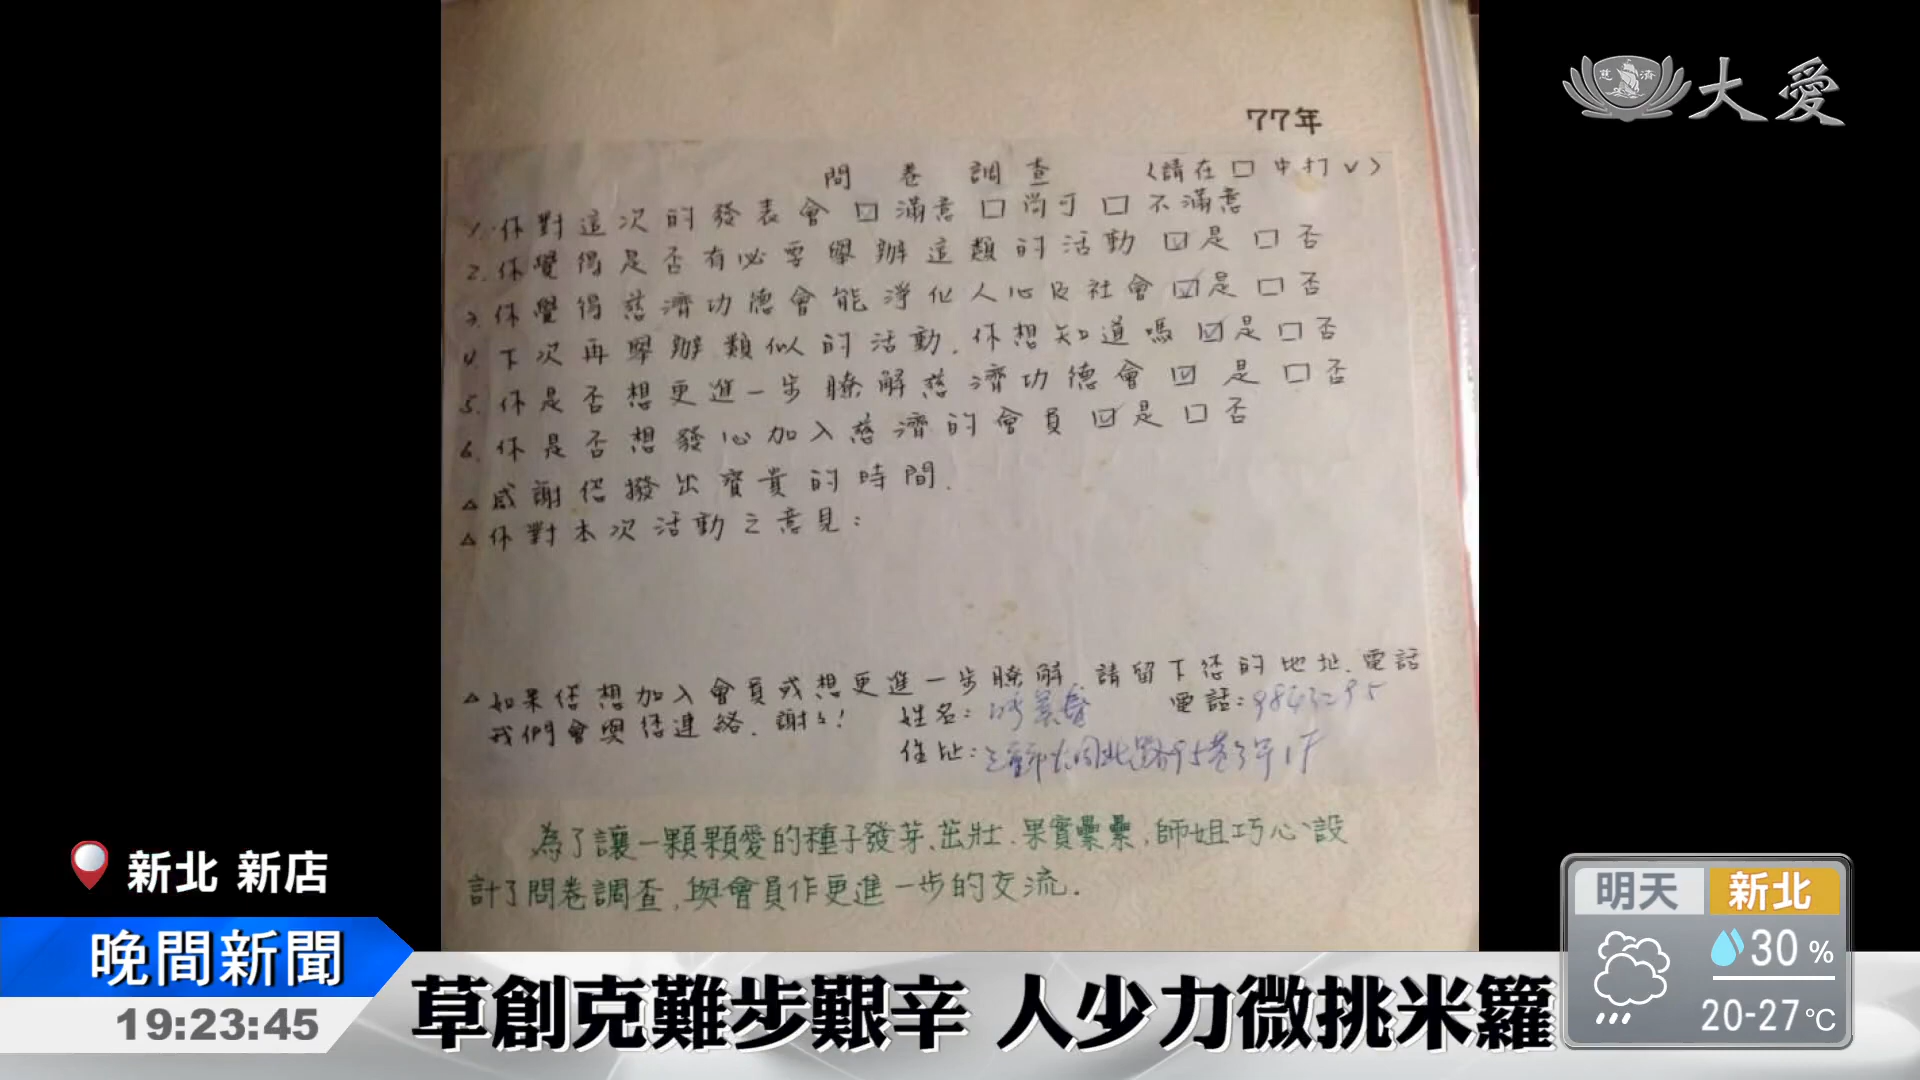 慈濟
大愛
77年
問卷調查 (請在口中打V)
1. 你對這次的發表會 ☑ 滿意 □ 尚可 □ 不滿意
2. 你覺得是否有必要舉辦這類的活動 ☑是 □否
3. 你覺得慈濟功德會能淨化人心及社會 ☑是 □否
4. 下次再舉辦類似的活動,你想知道嗎 ☑是 □否
5. 你是否想更進一步瞭解慈濟功德會 ☑ 是 □否
6. 你是否想發心加入慈濟的會員 ☑是 □否
△感謝您撥出寶貴的時間.
△你對本次活動之意見:
△如果您想加入會員或想更進一步瞭解,請留下您的地址、電話
我們會與您連絡.謝謝! 姓名: 電話:
住址:
為了讓一顆顆愛的種子發芽、茁壯.果實纍纍,師姐巧心設
計了問卷調查,與會員作更進一步的交流.
新北 新店
晚間新聞
19:23:45
草創克難步艱辛 人少力微挑米籮
明天 新北
30 %
20-27°C